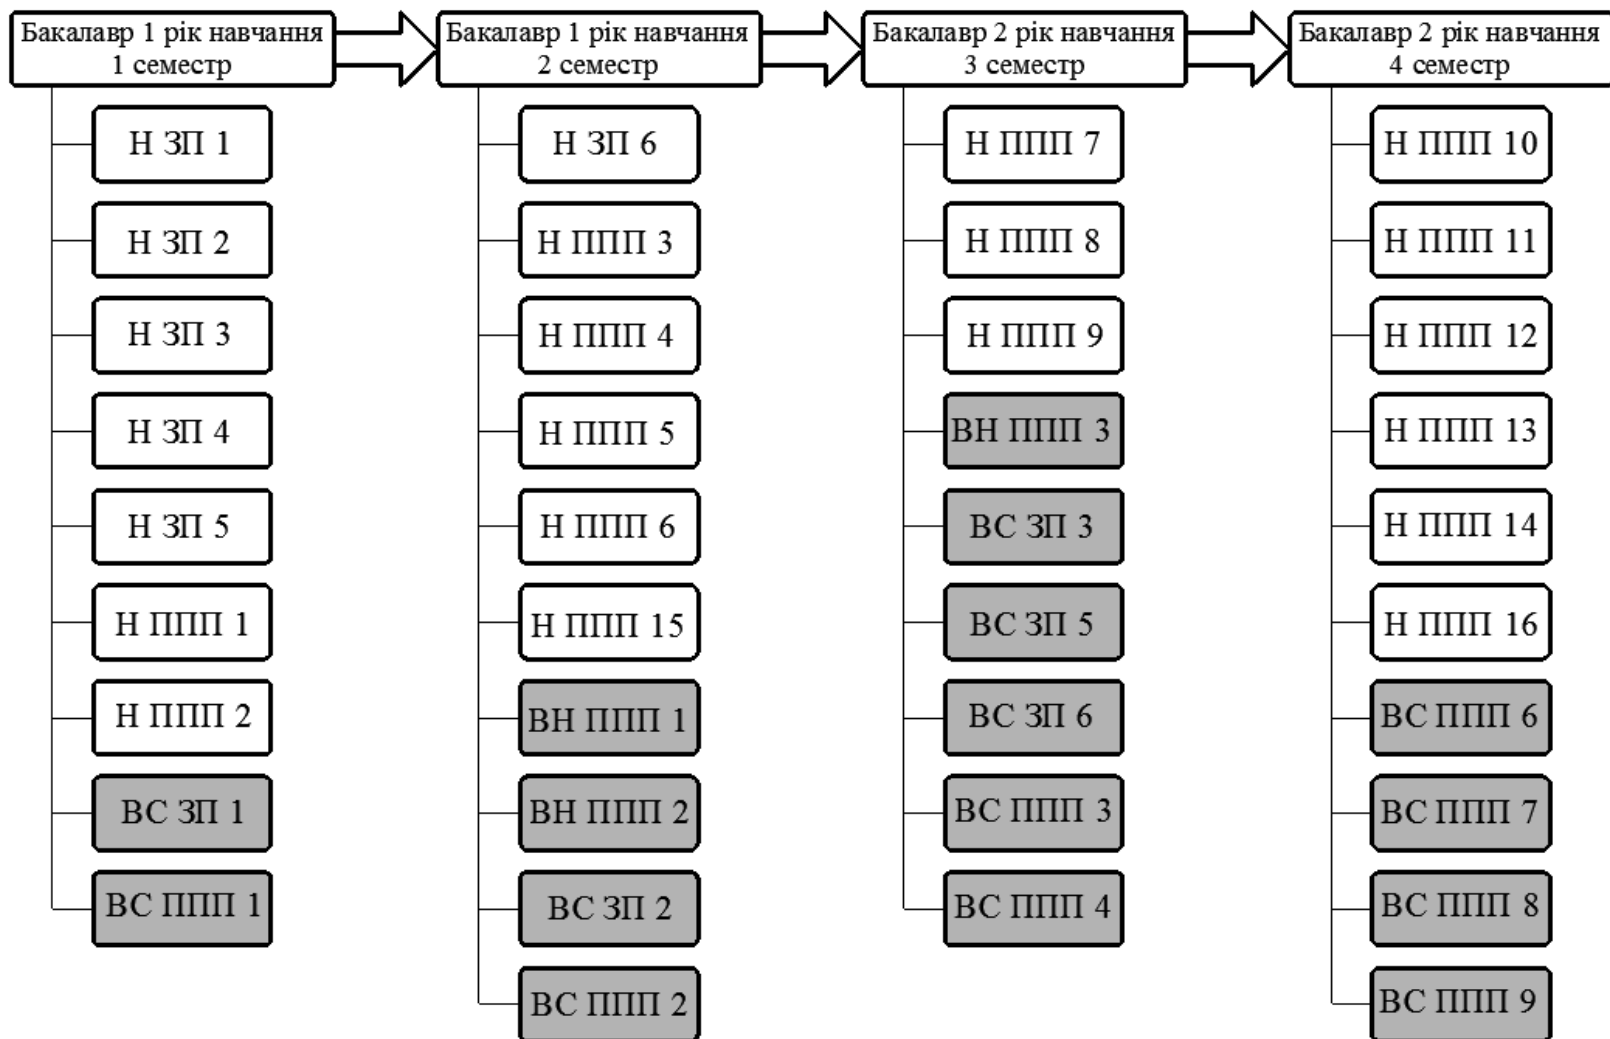 Бакалавр 1 рік навчання
1 семестр
Н ЗП 1
Н ЗП 2
Н ЗП 3
Н ЗП 4
Н ЗП 5
Н ППП 1
Н ППП 2
ВС ЗП 1
ВС ППП 1
Бакалавр 1 рік навчання
2 семестр
Н ЗП 6
Н ППП 3
Н ППП 4
Н ППП 5
Н ППП 6
Н ППП 15
ВН ППП 1
ВН ППП 2
ВС ЗП 2
ВС ППП 2
Бакалавр 2 рік навчання
3 семестр
Н ППП 7
Н ППП 8
Н ППП 9
ВН ППП 3
ВС ЗП 3
ВС ЗП 5
ВС ЗП 6
ВС ППП 3
ВС ППП 4
Бакалавр 2 рік навчання
4 семестр
Н ППП 10
Н ППП 11
Н ППП 12
Н ППП 13
Н ППП 14
Н ППП 16
ВС ППП 6
ВС ППП 7
ВС ППП 8
ВС ППП 9